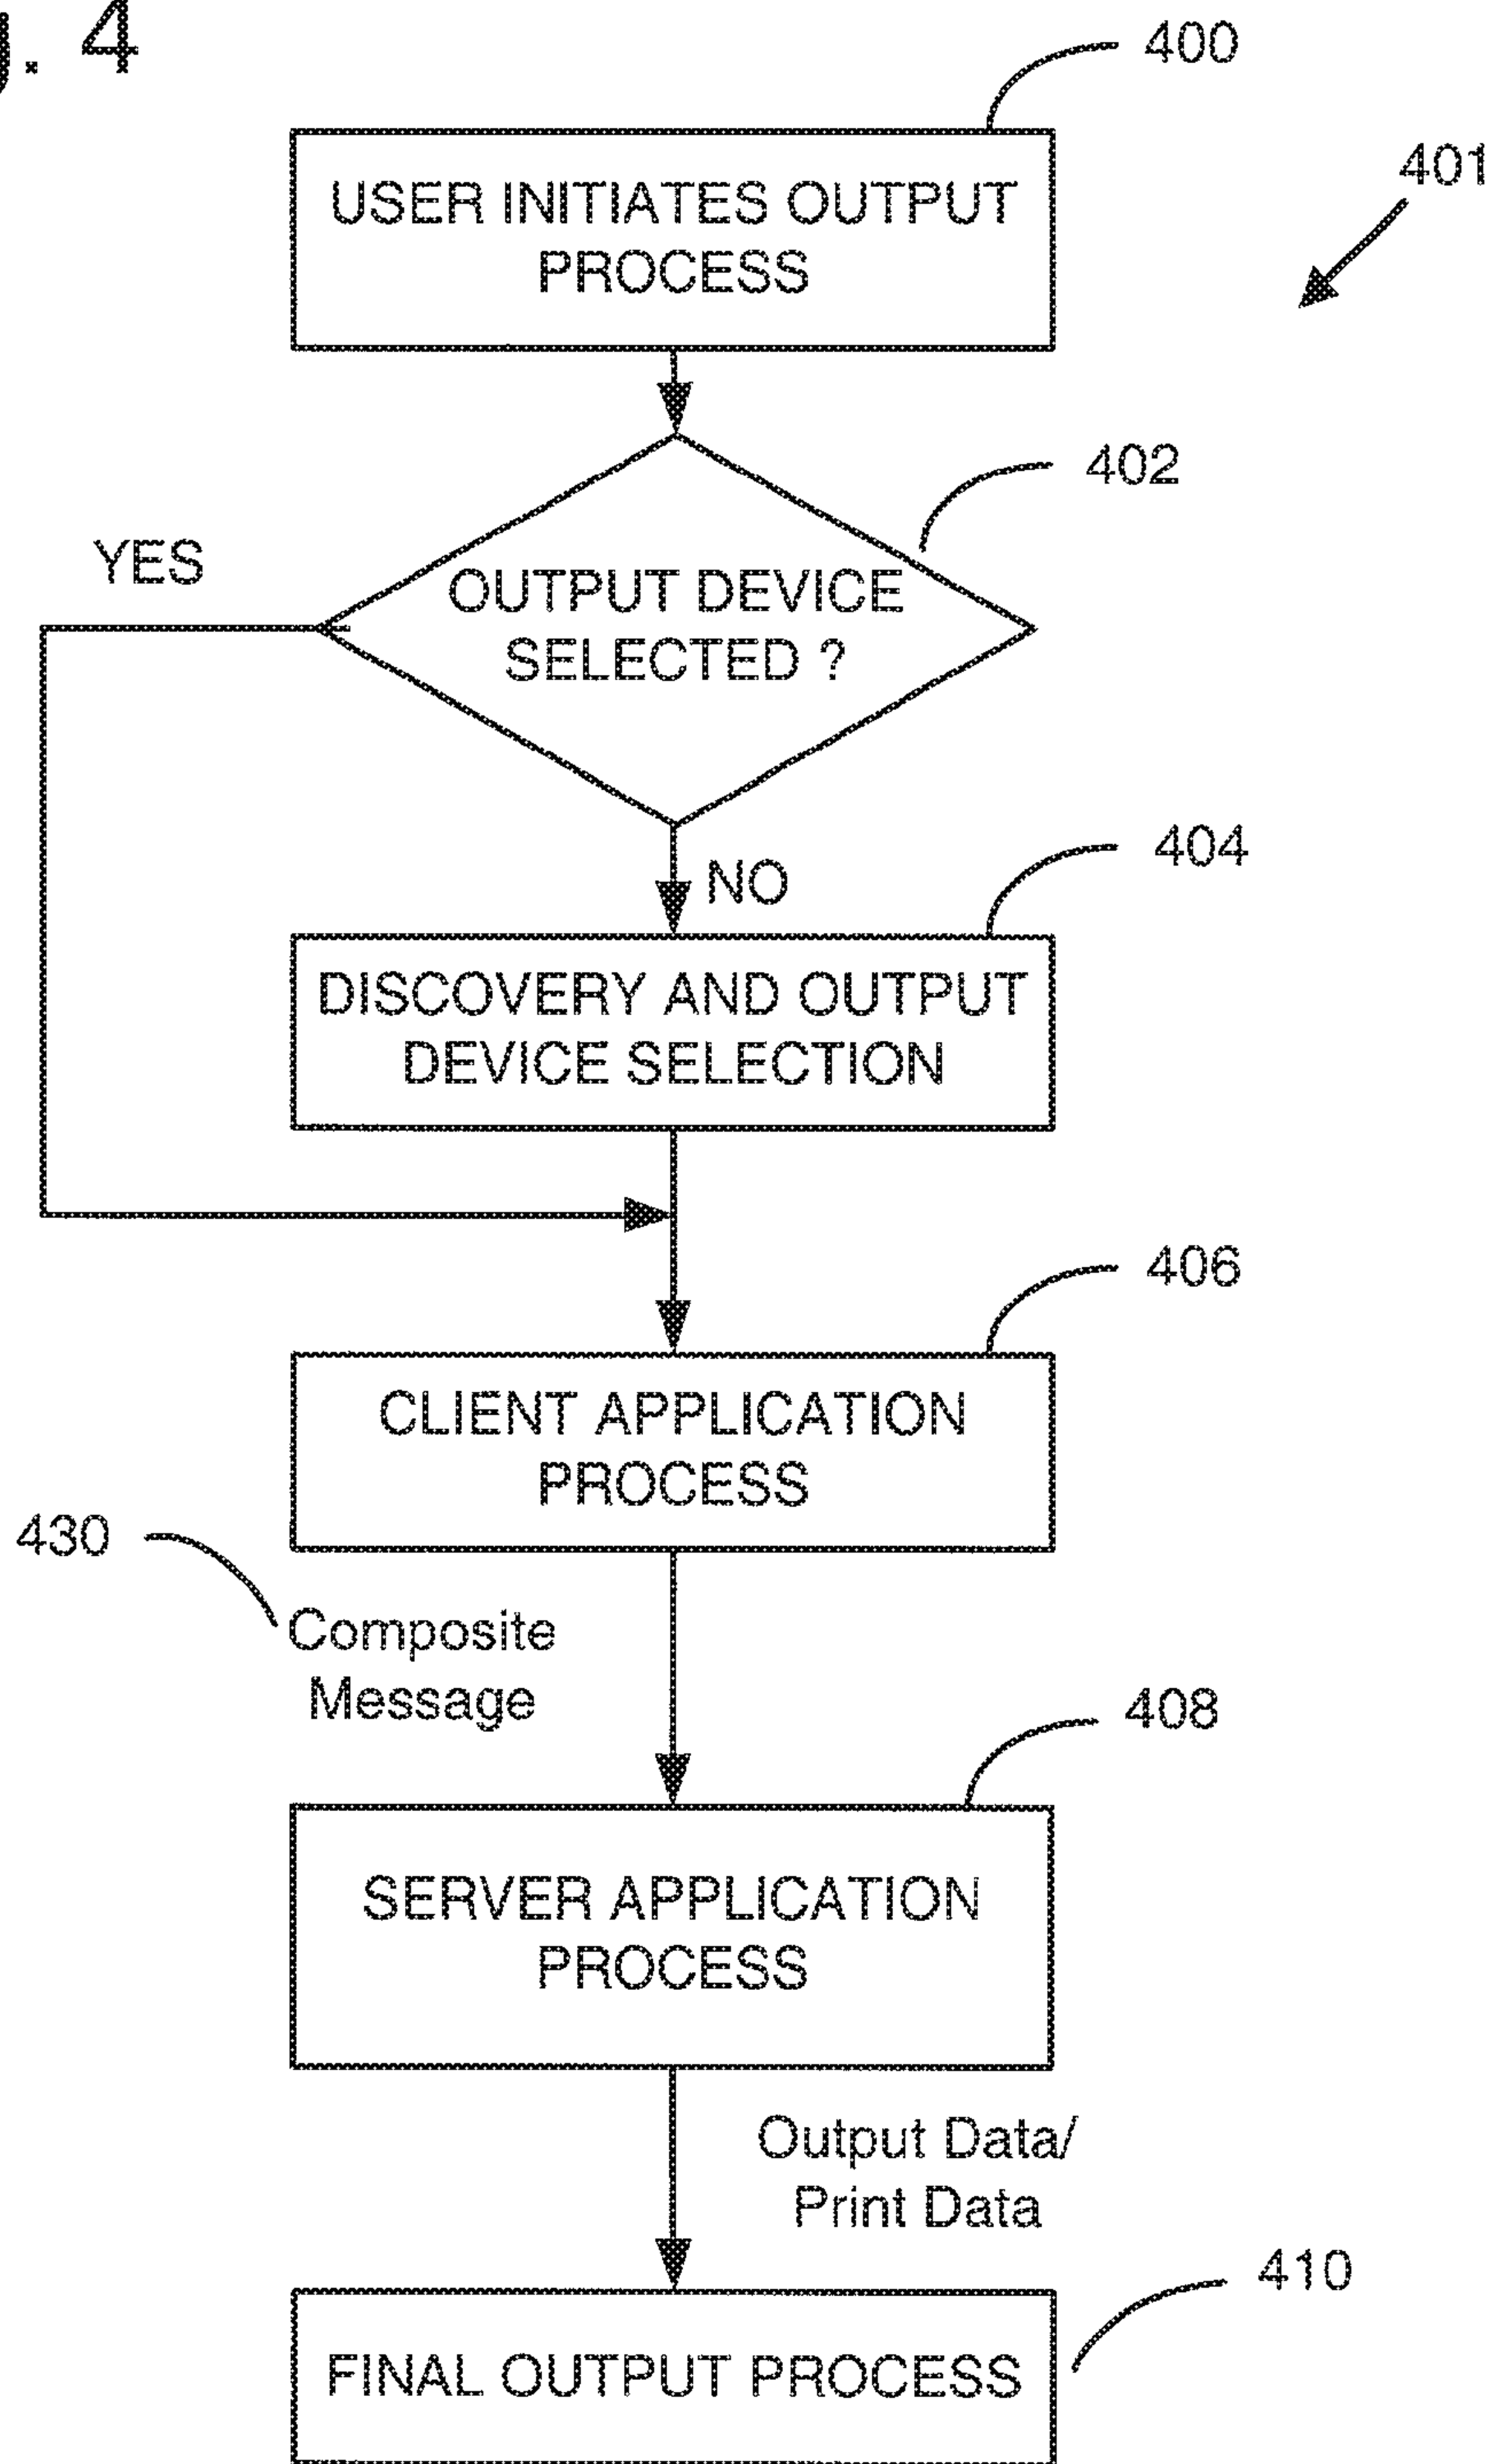 . 4
400
401
USER INITIATES OUTPUT
PROCESS
402
YES
OUTPUT DEVICE
SELECTED ?
NO
404
DISCOVERY AND OUTPUT
DEVICE SELECTION
406
CLIENT APPLICATION
PROCESS
430
Composite
Message
408
SERVER APPLICATION
PROCESS
Output Data/
Print Data
410
FINAL OUTPUT PROCESS